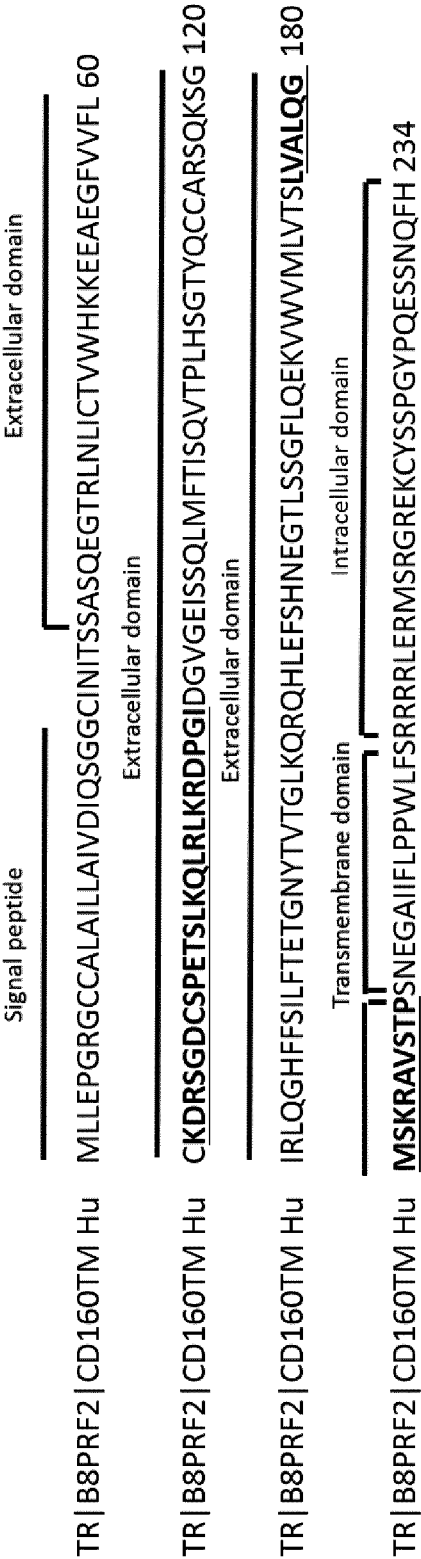 Signal peptide Extracellular domain
TR|B8PRF2|CD160TM Hu MLLEPGRGCCALAILLAIVDIQSGGCINITSSASQEGTRLNLICTVWHKKEEAEGFVVFL 60
Extracellular domain
TR|B8PRF2|CD160TM Hu CKDRSGDCSPETSLKQLRLKRDPGIDGVGEISSQLMFTISQVTPLHSGTYQCCARSQKSG 120
Extracellular domain
TR|B8PRF2|CD160TM Hu IRLQGHFFSILFTETGNYTVTGLKQRQHLEFSHNEGTLSSGFLQEKVWVMLVTSLVALQG 180
Transmembrane domain Intracellular domain
TR|B8PRF2|CD160TM Hu MSKRAVSTPSNEGAIIFLPPWLFSRRRRLERMSRGREKCYSSPGYPQESSNQFH 234